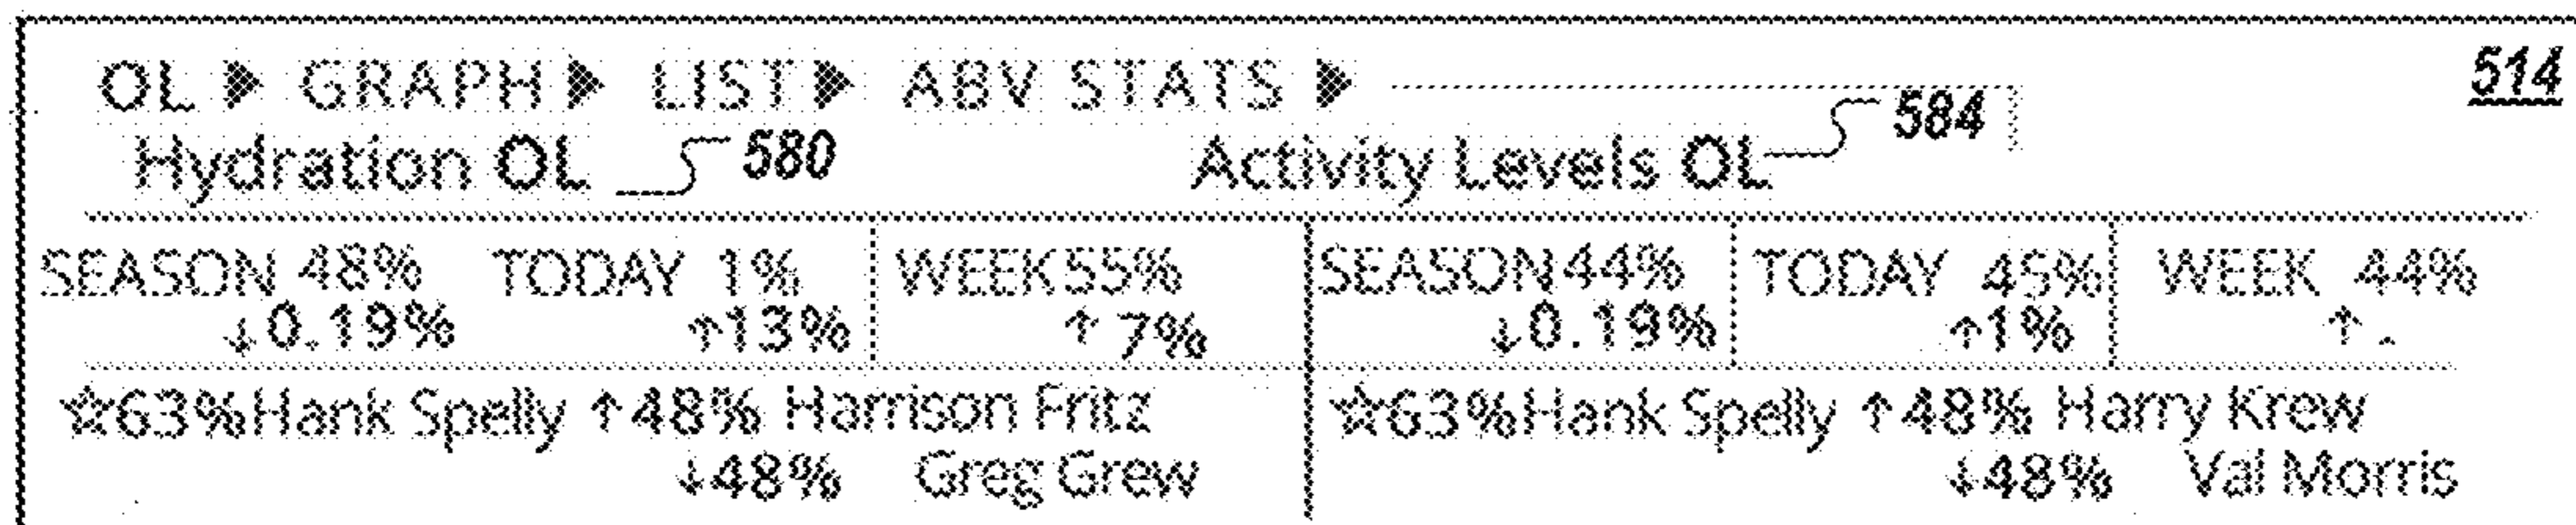 OL ▶ GRAPH ▶ LIST ▶ ABV STATS ▶ 514
Hydration OL 580 Activity Levels OL 584
SEASON 48% TODAY 1% WEEK 55% SEASON 44% TODAY 45% WEEK 44%
↓0.19% ↑13% ↑ 7% ↓0.19% ↑1% ↑ .
☆63% Hank Spelly ↑48% Harrison Fritz ☆63% Hank Spelly ↑48% Harry Krew
↓48% Greg Grew ↓48% Val Morris